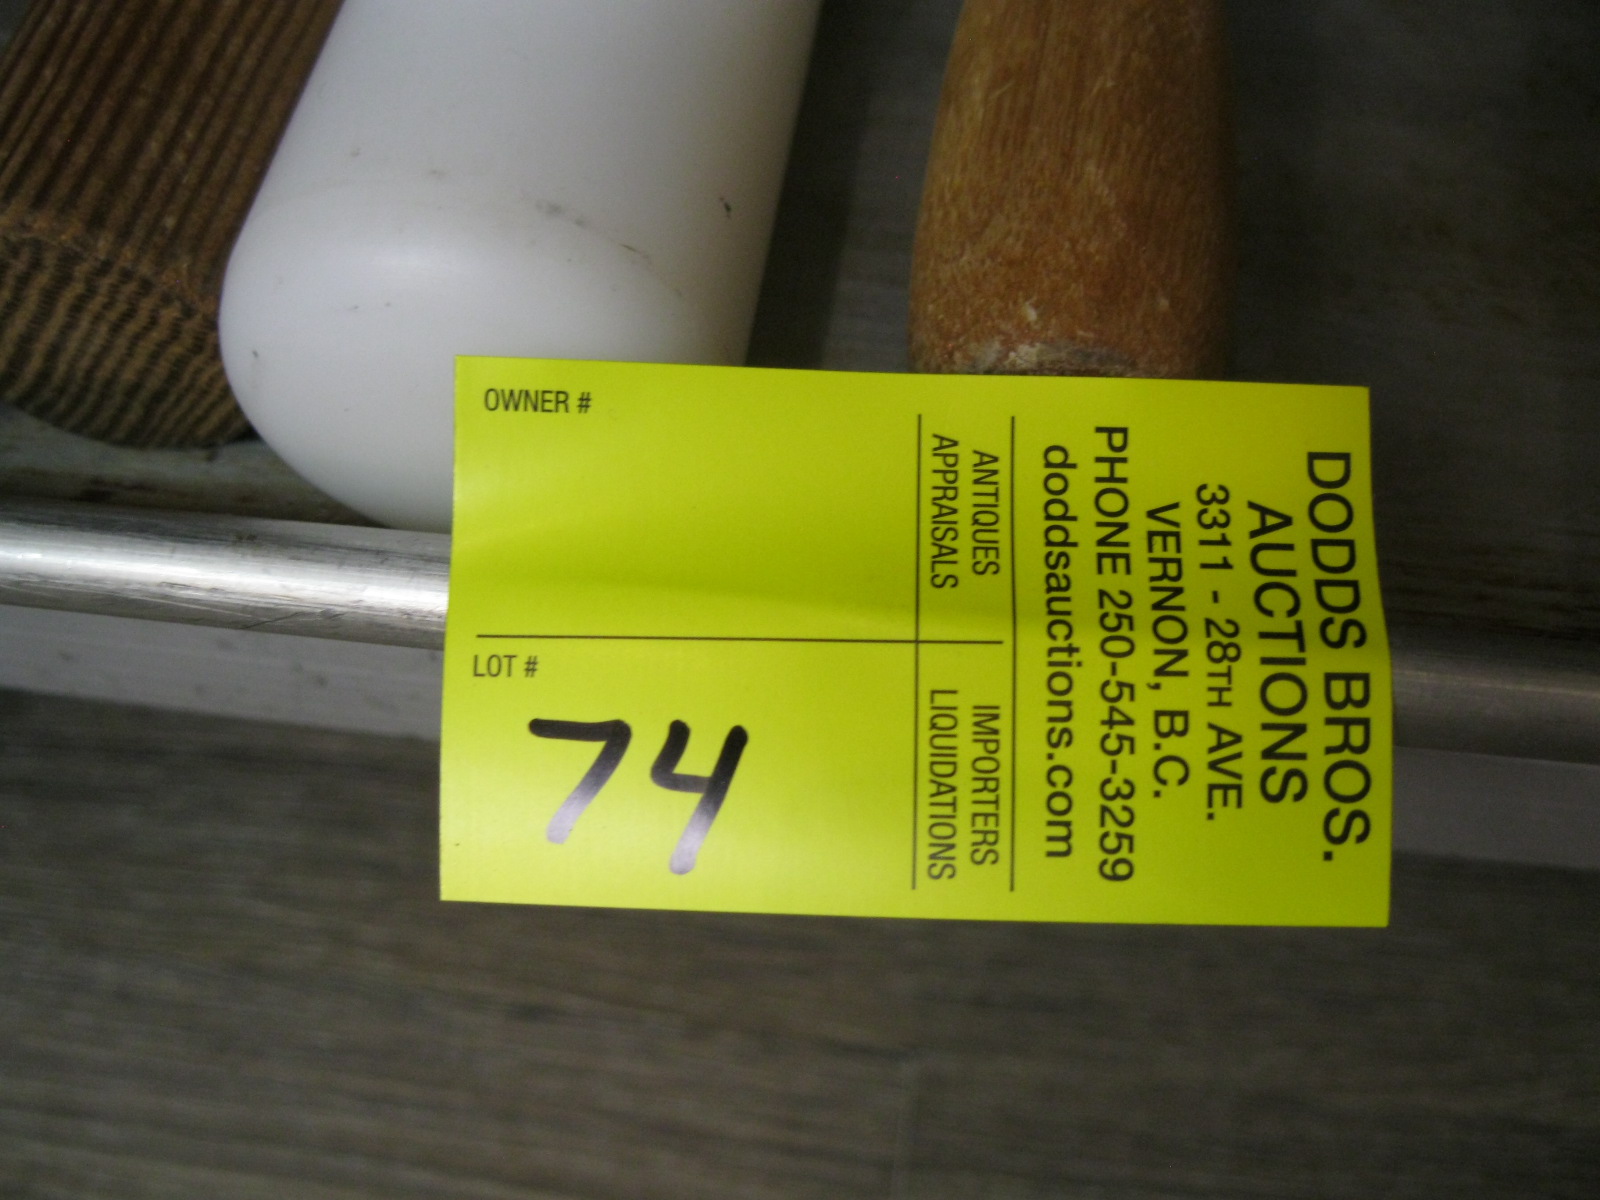 DODDS BROS.
AUCTIONS
3311 - 28TH AVE.
VERNON, B.C.
PHONE 250-545-3259
doddsauctions.com
ANTIQUES
APPRAISALS
IMPORTERS
LIQUIDATIONS
OWNER #
LOT #
74